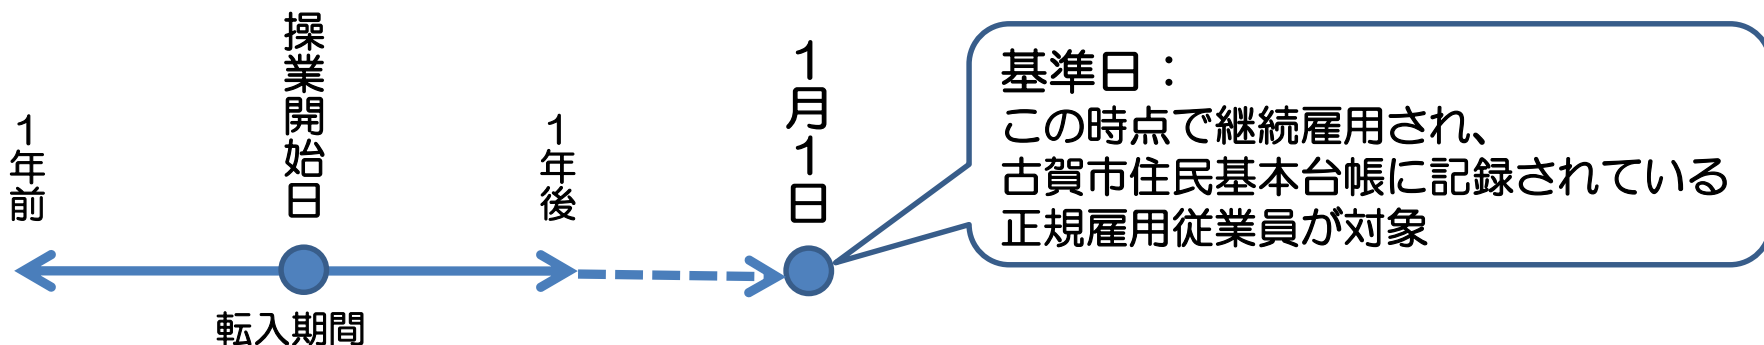 １年前
操業開始日
１年後
１月１日
転入期間
基準日：
この時点で継続雇用され、
古賀市住民基本台帳に記録されている
正規雇用従業員が対象